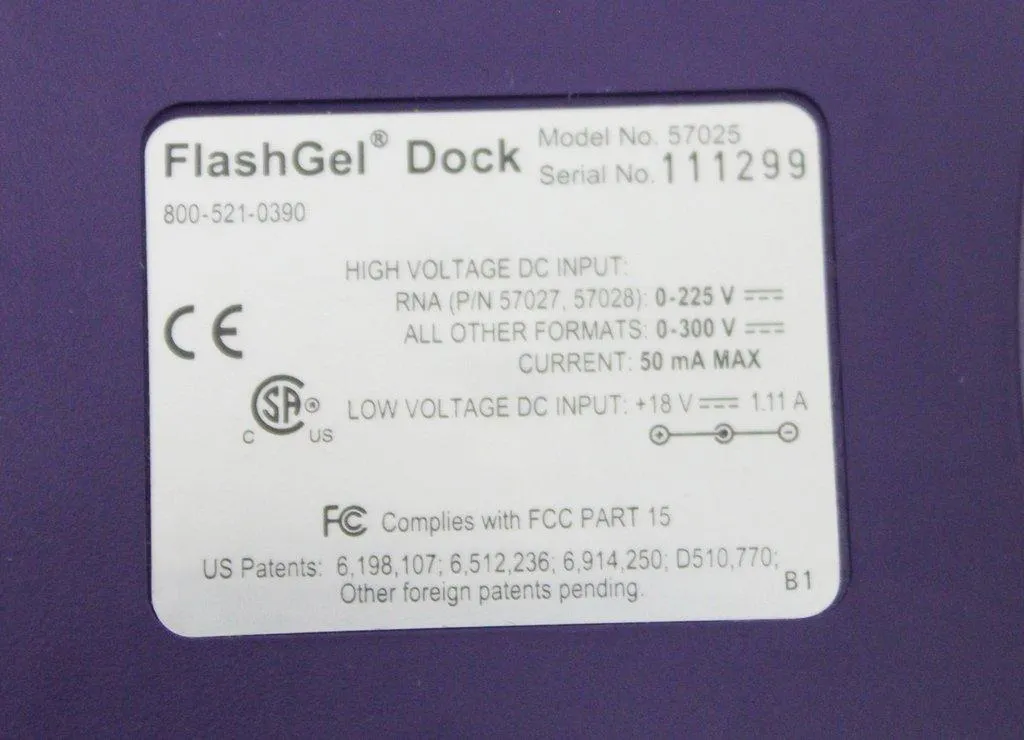 FlashGel® Dock
Model No. 57025
Serial No. 111299
800-521-0390
HIGH VOLTAGE DC INPUT:
RNA (P/N 57027, 57028): 0-225 V
ALL OTHER FORMATS: 0-300 V
CURRENT: 50 mA MAX
CE
SA®
C US
LOW VOLTAGE DC INPUT: +18 V 1.11 A
FC Complies with FCC PART 15
US Patents: 6,198,107; 6,512,236; 6,914,250; D510,770;
Other foreign patents pending.
B1